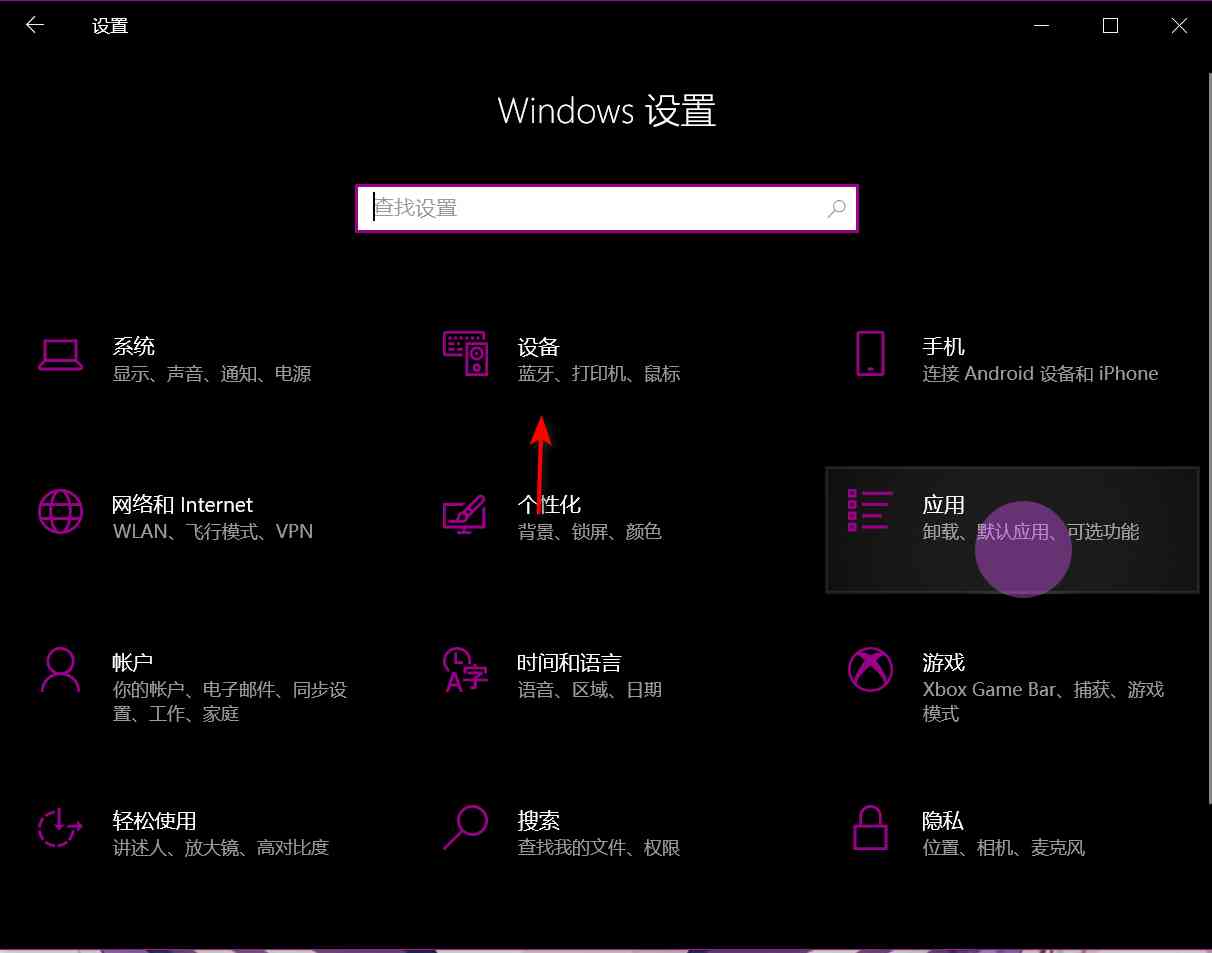 设置
Windows 设置
查找设置
系统
显示、声音、通知、电源
设备
蓝牙、打印机、鼠标
手机
连接 Android 设备和 iPhone
网络和 Internet
WLAN、飞行模式、VPN
个性化
背景、锁屏、颜色
应用
卸载、默认应用、可选功能
帐户
你的帐户、电子邮件、同步设
置、工作、家庭
时间和语言
语音、区域、日期
游戏
Xbox Game Bar、捕获、游戏
模式
轻松使用
讲述人、放大镜、高对比度
搜索
查找我的文件、权限
隐私
位置、相机、麦克风